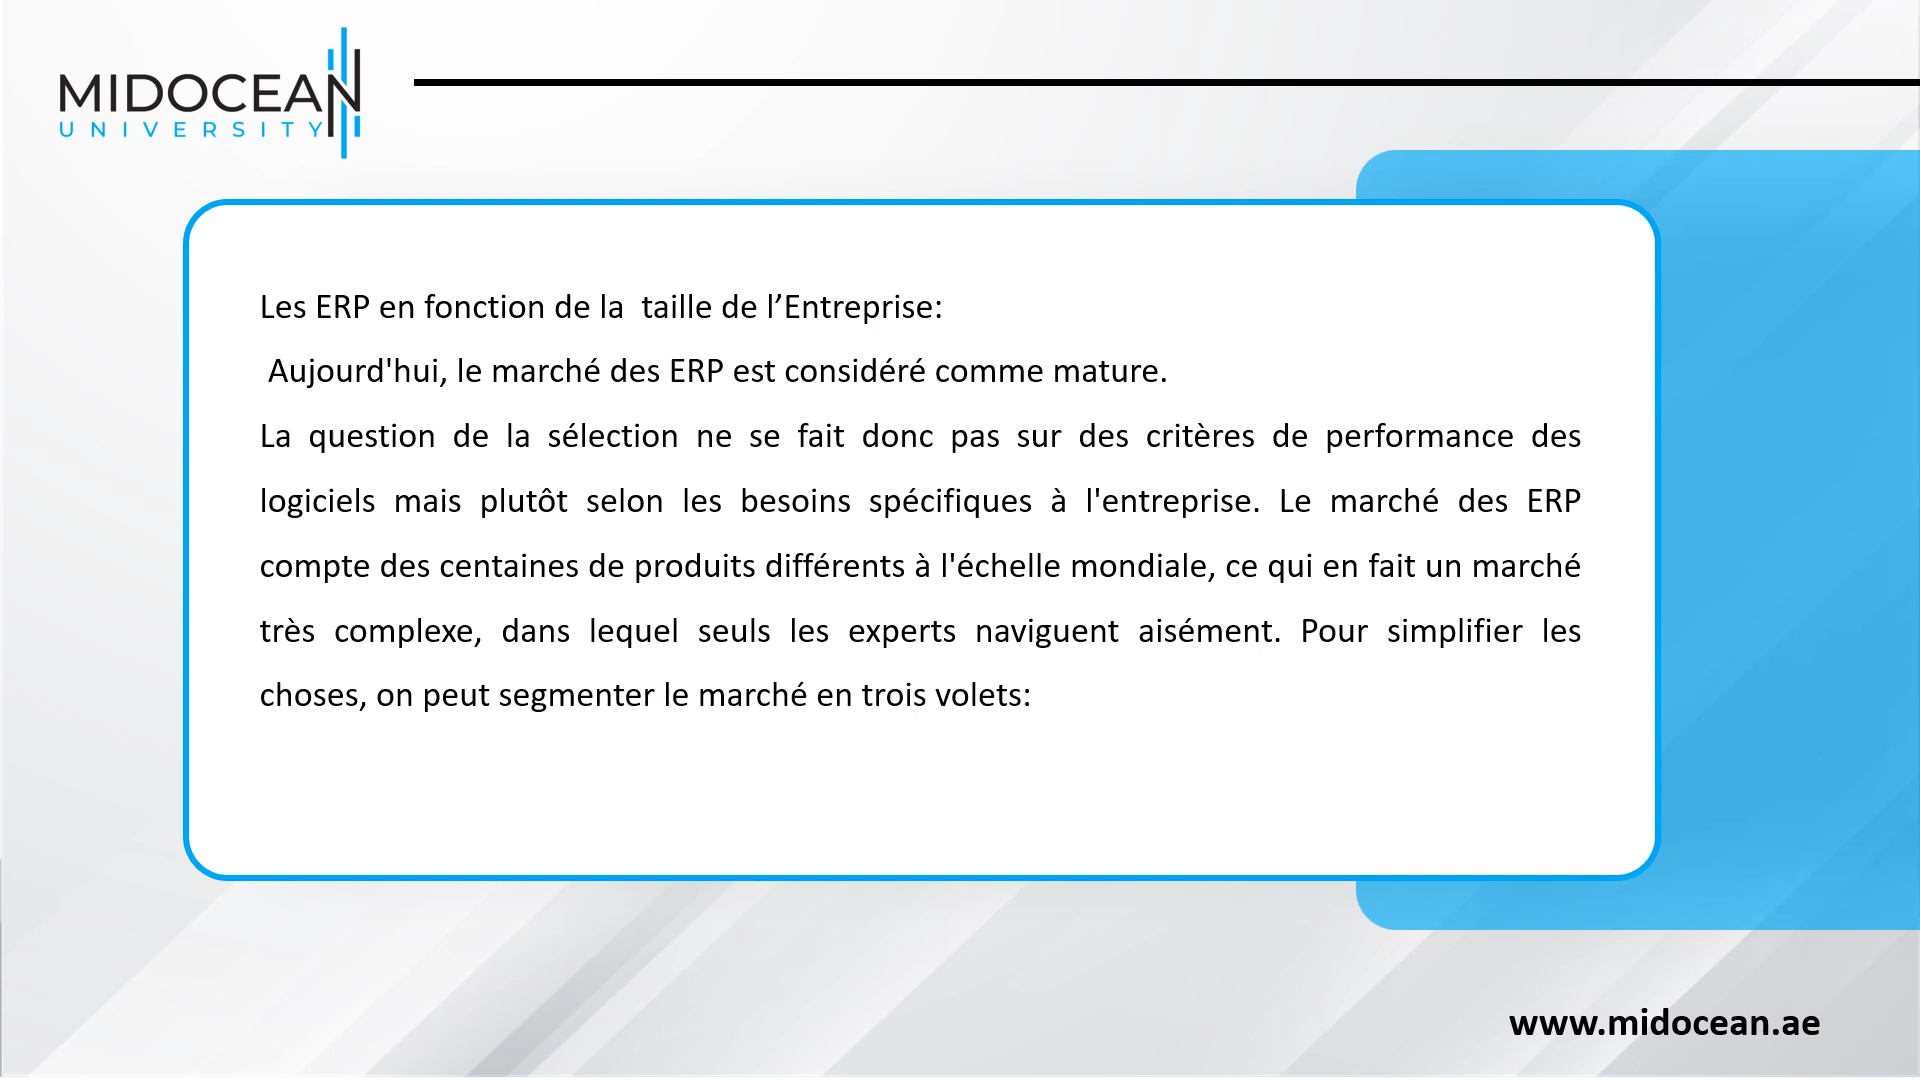 MIDOCEAN
UNIVERSITY
Les ERP en fonction de la  taille de l’Entreprise:
Aujourd'hui, le marché des ERP est considéré comme mature.
La question de la sélection ne se fait donc pas sur des critères de performance des
logiciels mais plutôt selon les besoins spécifiques à l'entreprise. Le marché des ERP
compte des centaines de produits différents à l'échelle mondiale, ce qui en fait un marché
très complexe, dans lequel seuls les experts naviguent aisément. Pour simplifier les
choses, on peut segmenter le marché en trois volets:
www.midocean.ae